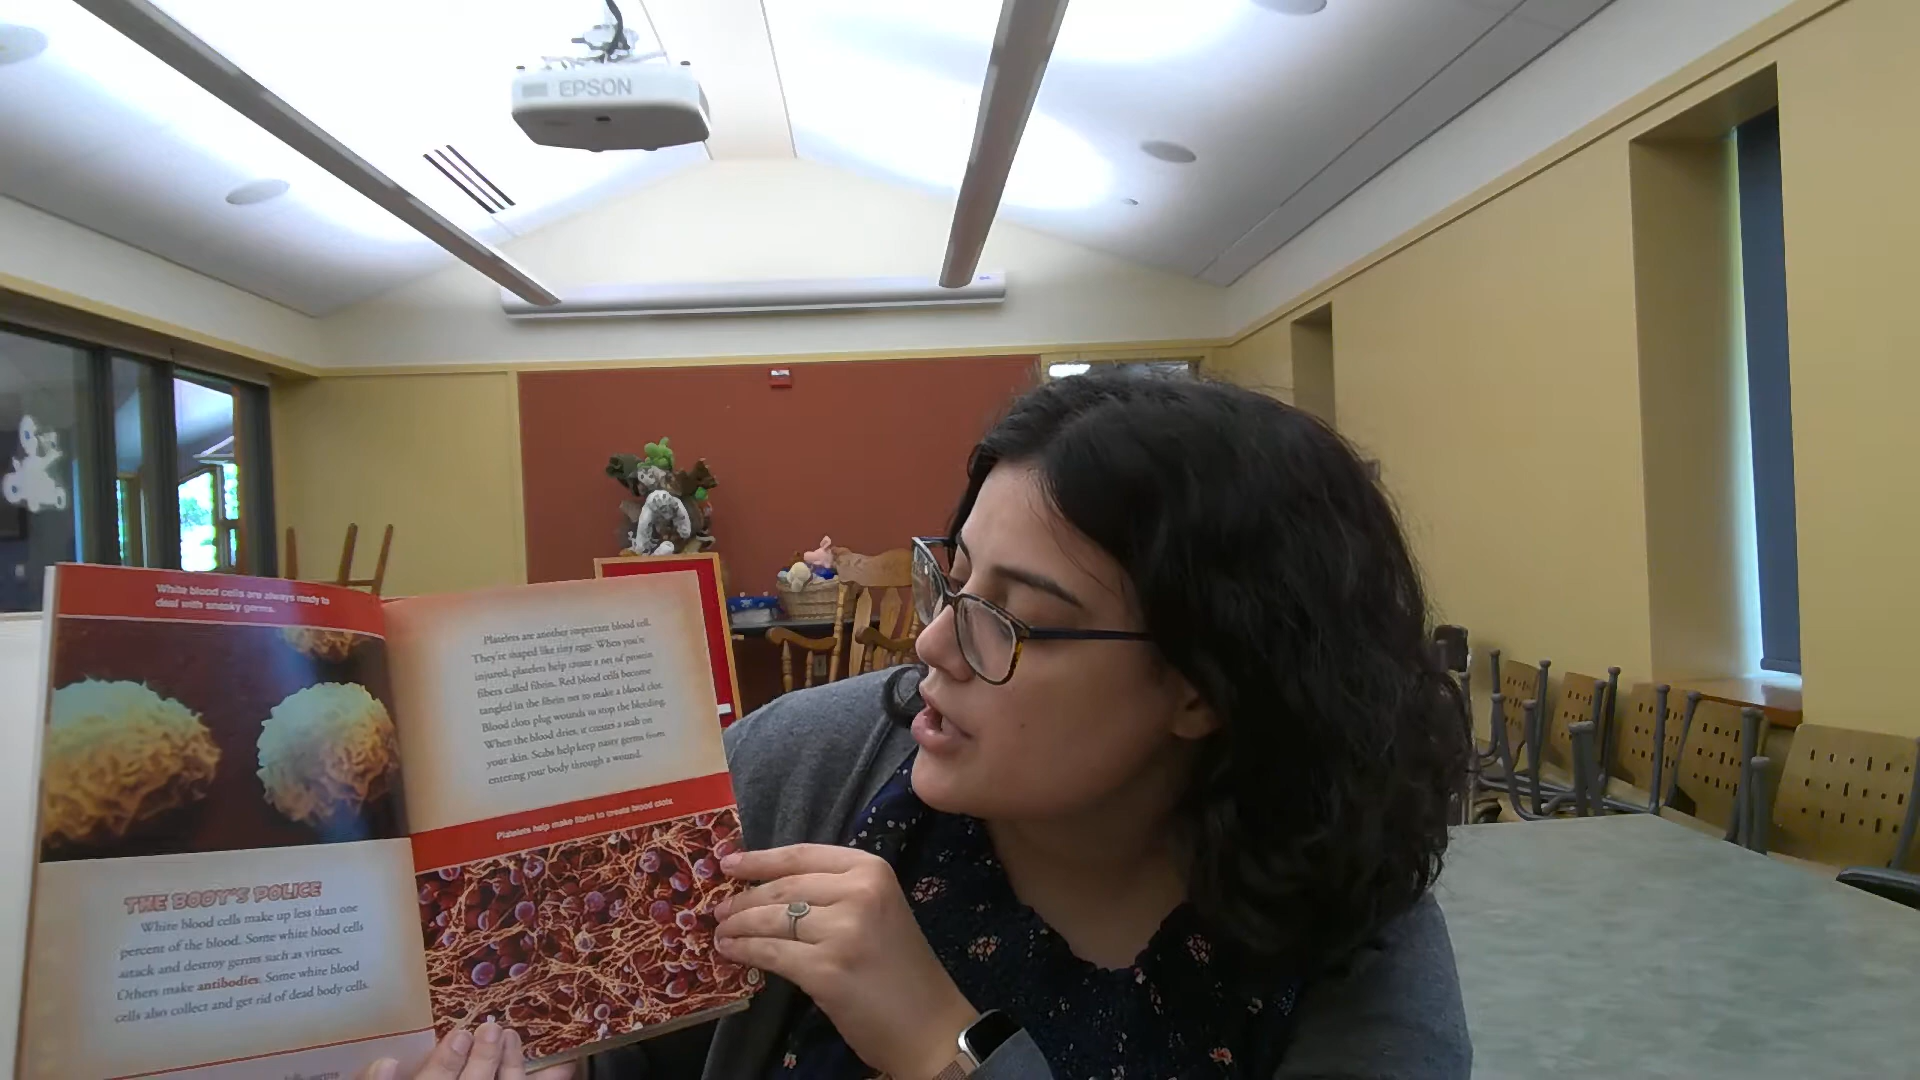 EPSON
White blood cells are always ready to
deal with sneaky germs.
THE BODY'S POLICE
White blood cells make up less than one
percent of the blood. Some white blood cells
attack and destroy germs such as viruses.
Others make antibodies. Some white blood
cells also collect and get rid of dead body cells.
Platelets are another important blood cell.
They're shaped like tiny eggs. When you're
injured, platelets help create a net of protein
fibers called fibrin. Red blood cells become
tangled in the fibrin net to make a blood clot.
Blood clots plug wounds to stop the bleeding.
When the blood dries, it creates a scab on
your skin. Scabs help keep nasty germs from
entering your body through a wound.
Platelets help make fibrin to create blood clots.